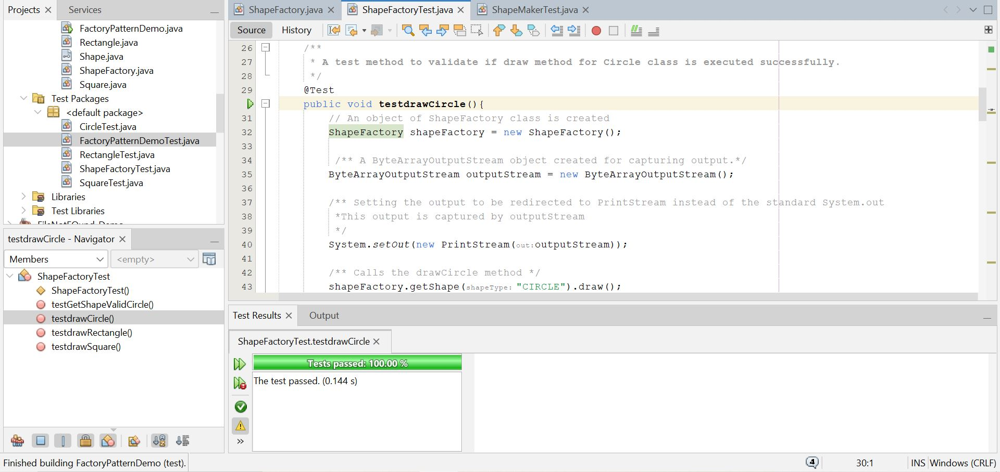 Projects
Services
FactoryPatternDemo.java
Rectangle.java
Shape.java
ShapeFactory.java
Square.java
Test Packages
<default package>
CircleTest.java
FactoryPatternDemoTest.java
RectangleTest.java
ShapeFactoryTest.java
SquareTest.java
Libraries
Test Libraries
testdrawCircle - Navigator
Members
<empty>
ShapeFactoryTest
ShapeFactoryTest()
testGetShapeValidCircle()
testdrawCircle()
testdrawRectangle()
testdrawSquare()
ShapeFactory.java
ShapeFactoryTest.java
ShapeMakerTest.java
Source
History
26 /**
27 * A test method to validate if draw method for Circle class is executed successfully.
28 */
29 @Test
public void testdrawCircle(){
31 // An object of ShapeFactory class is created
32 ShapeFactory shapeFactory = new ShapeFactory();
33
34 /** A ByteArrayOutputStream object created for capturing output.*/
35 ByteArrayOutputStream outputStream = new ByteArrayOutputStream();
36
37 /** Setting the output to be redirected to PrintStream instead of the standard System.out
38 *This output is captured by outputStream
39 */
40 System.setOut(new PrintStream(out:outputStream));
41
42 /** Calls the drawCircle method */
43 shapeFactory.getShape(shapeType: "CIRCLE").draw();
Test Results
Output
ShapeFactoryTest.testdrawCircle
Tests passed: 100.00 %
The test passed. (0.144 s)
Finished building FactoryPatternDemo (test).
4
30:1
INS
Windows (CRLF)